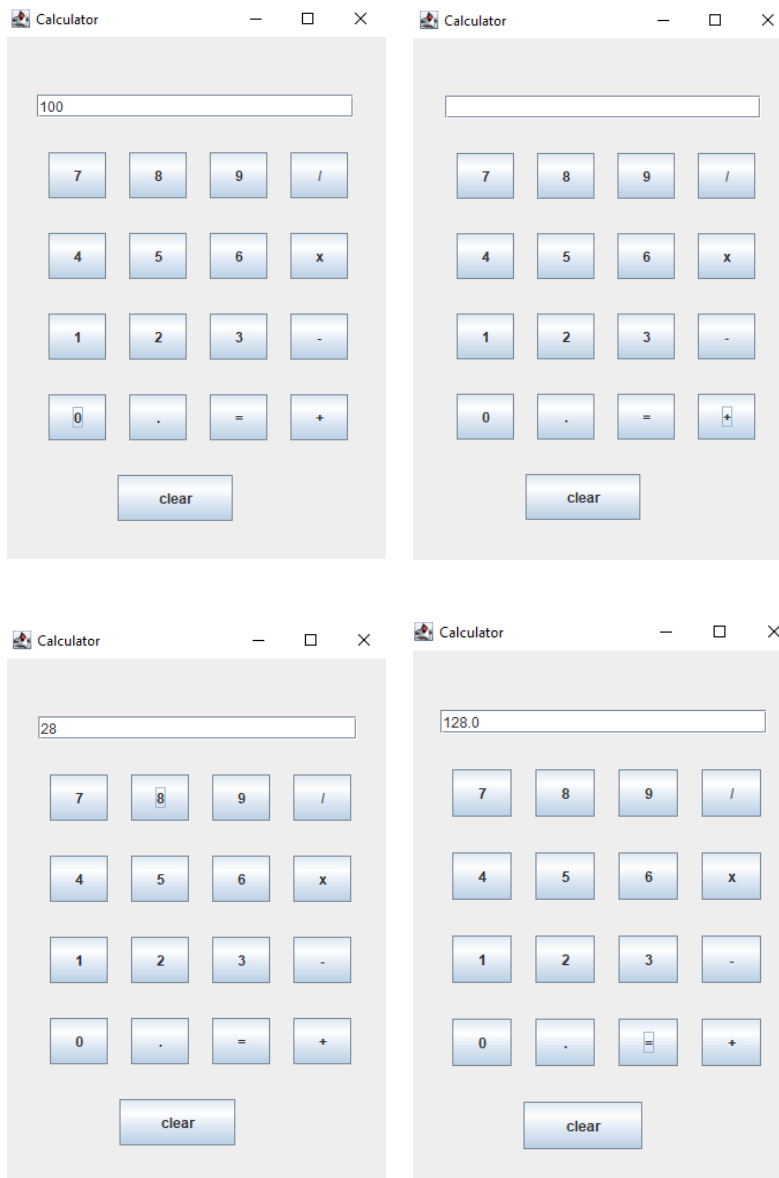 Calculator
100
7 8 9 /
4 5 6 x
1 2 3 -
0 . = +
clear
Calculator
7 8 9 /
4 5 6 x
1 2 3 -
0 . = +
clear
Calculator
28
7 8 9 /
4 5 6 x
1 2 3 -
0 . = +
clear
Calculator
128.0
7 8 9 /
4 5 6 x
1 2 3 -
0 . = +
clear